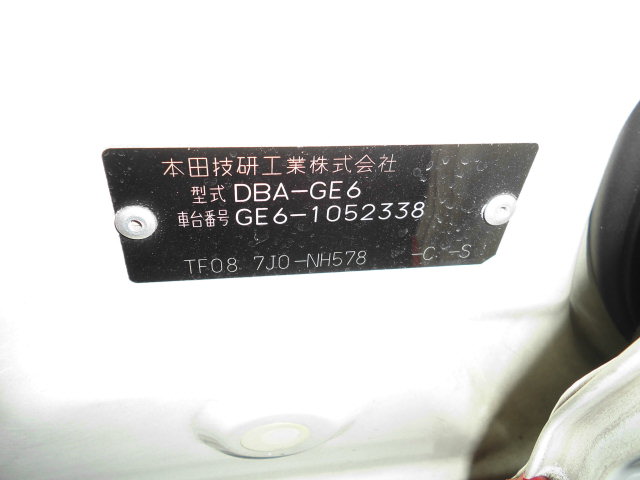 本田技研工業株式会社
型式 DBA-GE6
車台番号 GE6-1052338
TF08 7J0-NH578 -C -S